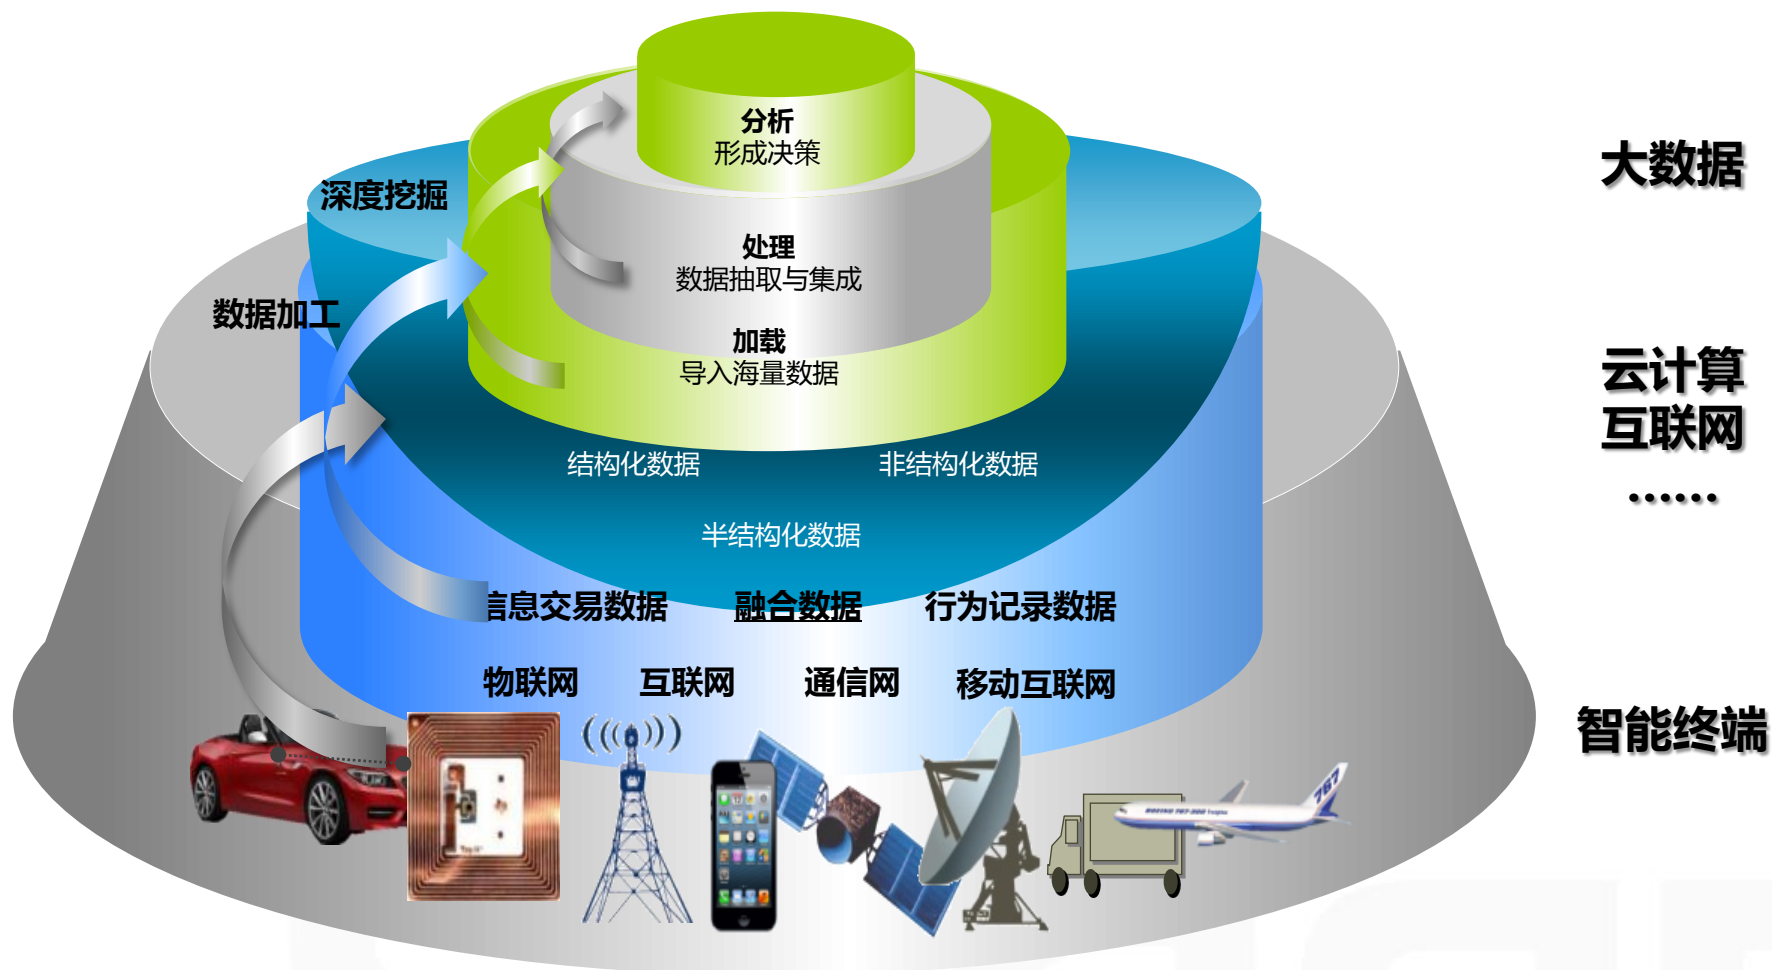 分析
形成决策
大数据
深度挖掘
处理
数据抽取与集成
数据加工
加载
导入海量数据
云计算
互联网
......
结构化数据
非结构化数据
半结构化数据
信息交易数据
融合数据
行为记录数据
物联网
互联网
通信网
移动互联网
智能终端
767